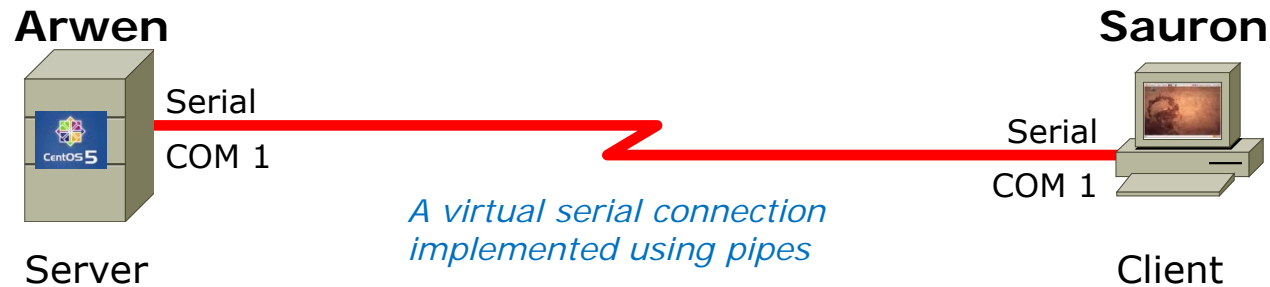 Arwen
Sauron
Serial
COM 1
CentOS 5
Serial
COM 1
A virtual serial connection
implemented using pipes
Server
Client